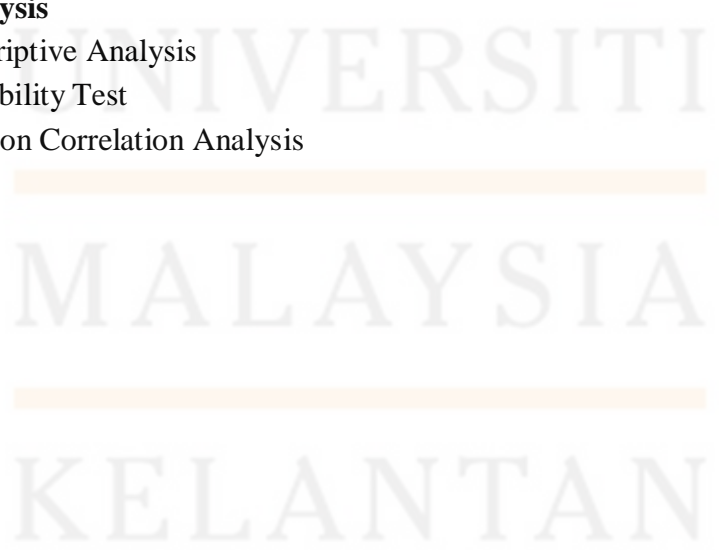 ysis
riptive Analysis
bility Test
on Correlation Analysis
UNIVERSITI
MALAYSIA
KELANTAN